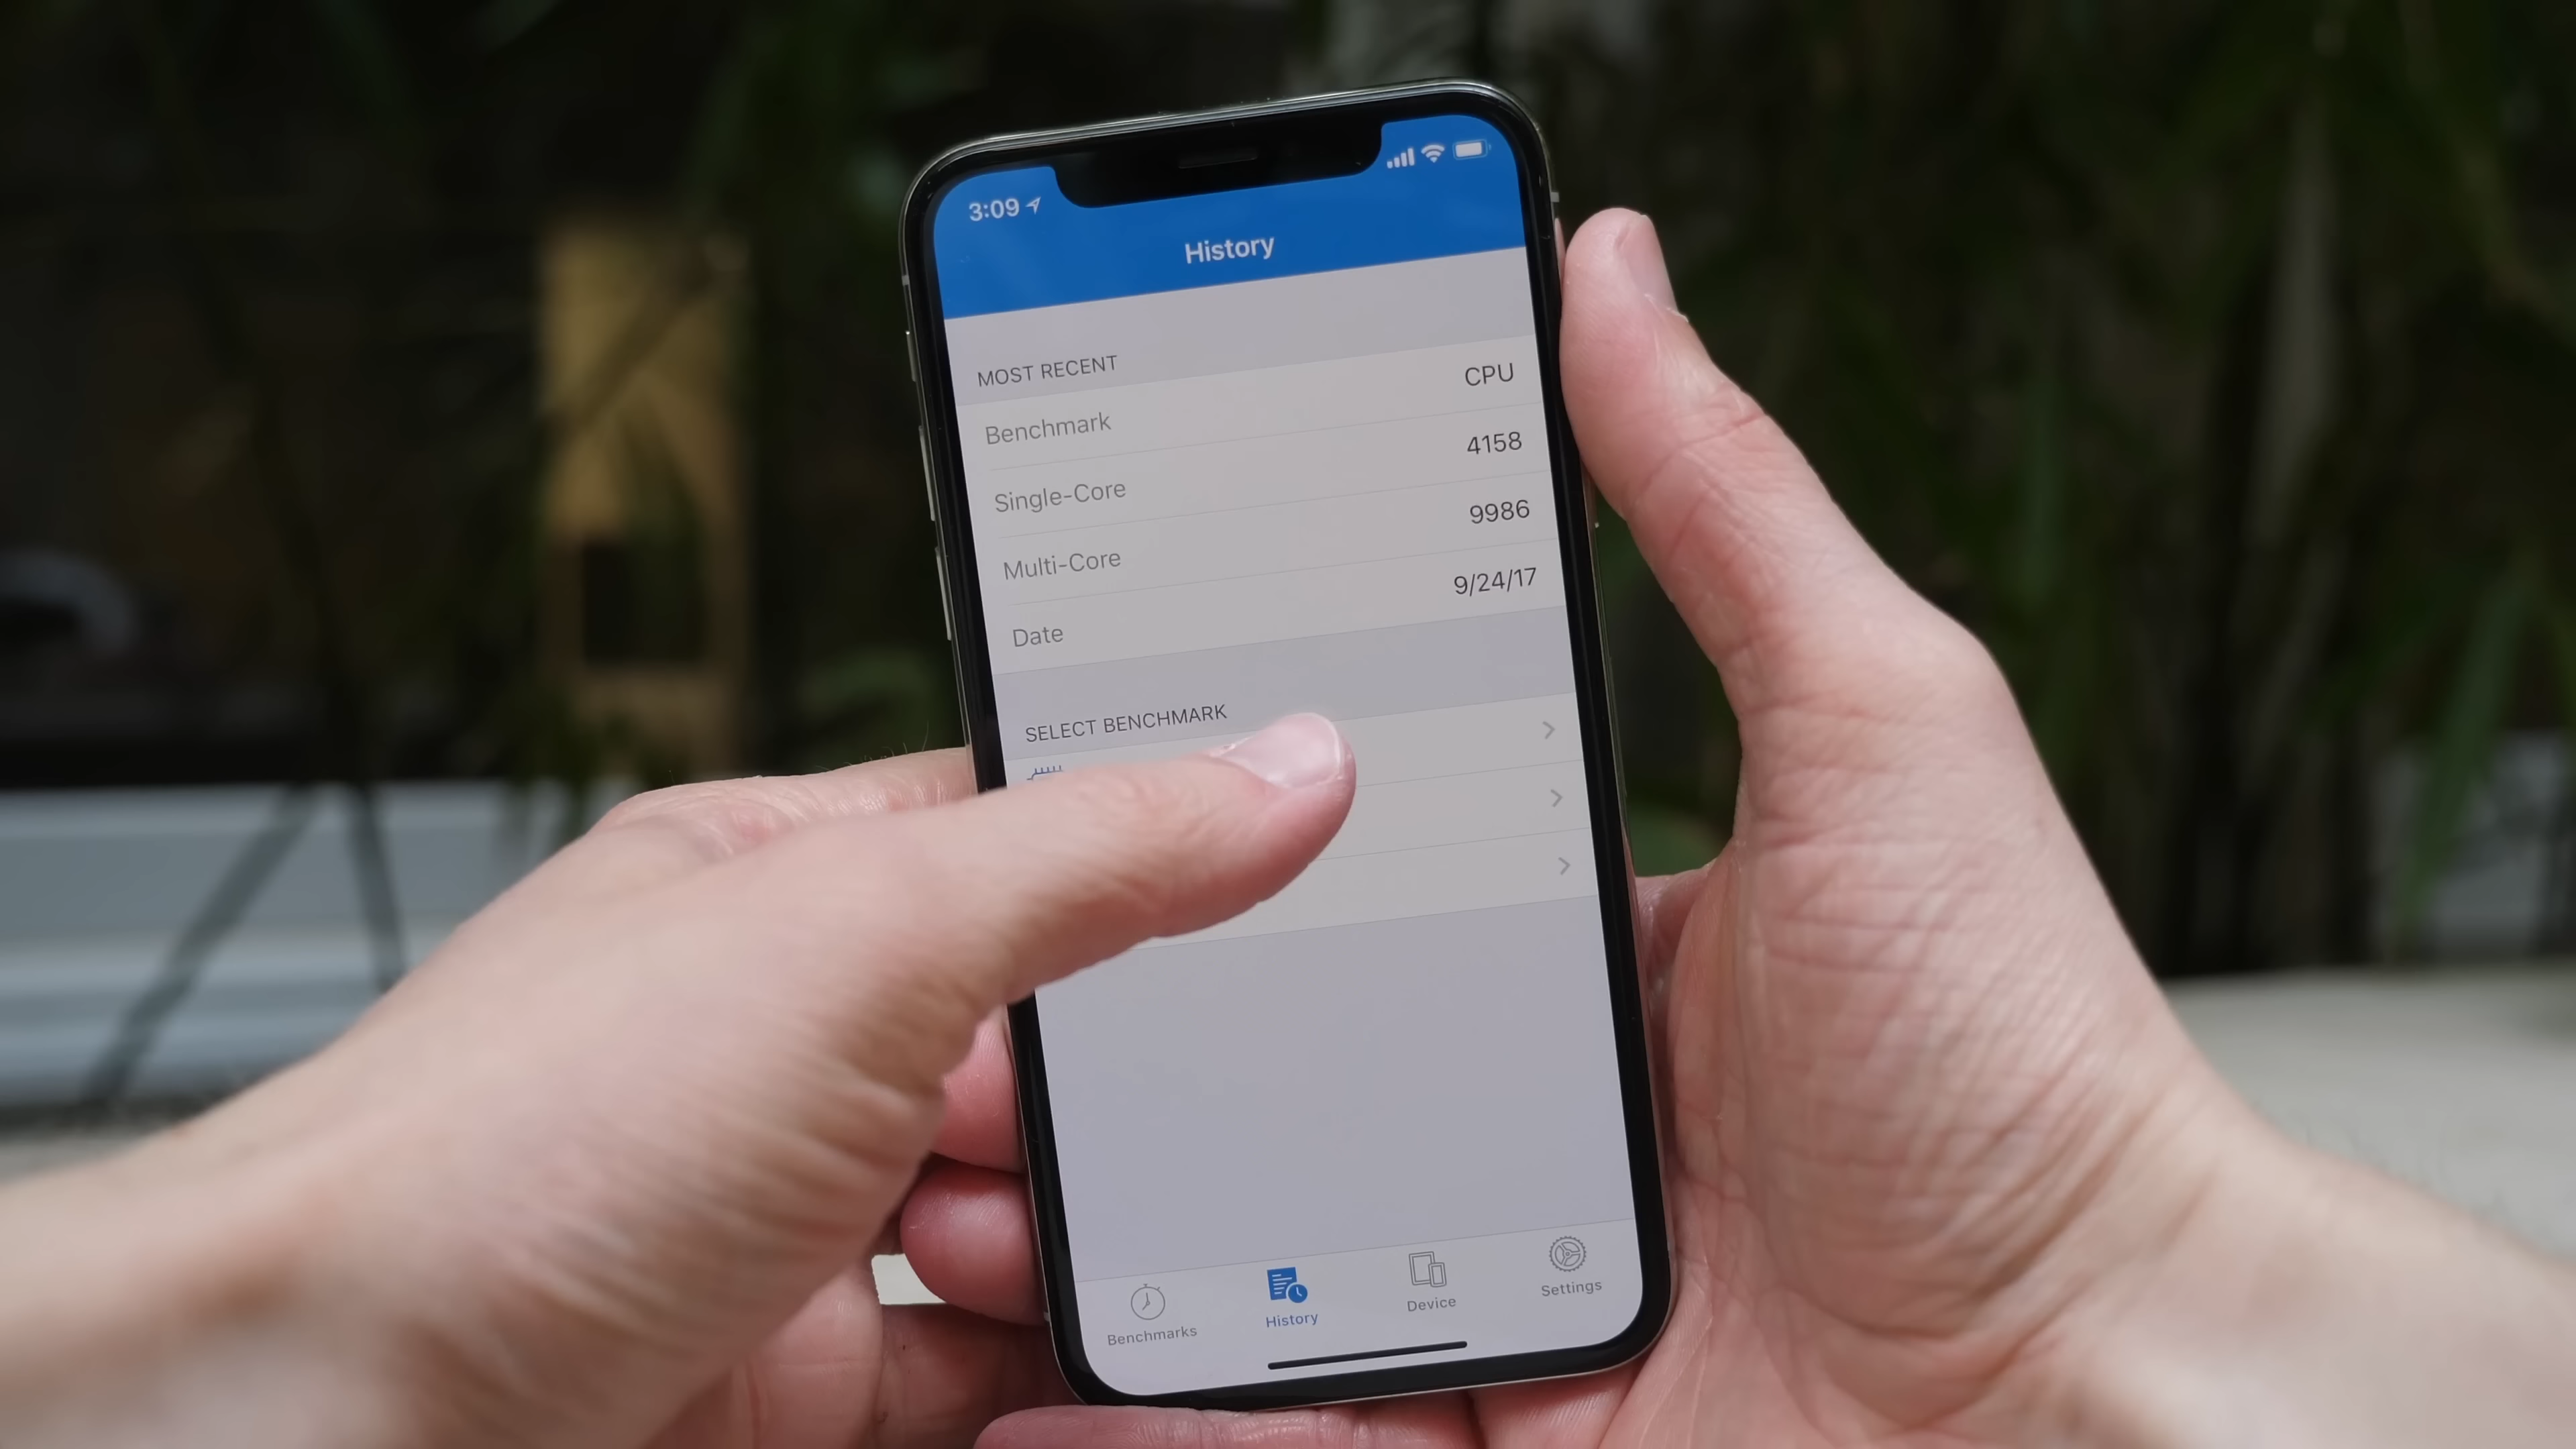 3:09
History
MOST RECENT
Benchmark CPU
Single-Core 4158
Multi-Core 9986
Date 9/24/17
SELECT BENCHMARK
Benchmarks History Device Settings